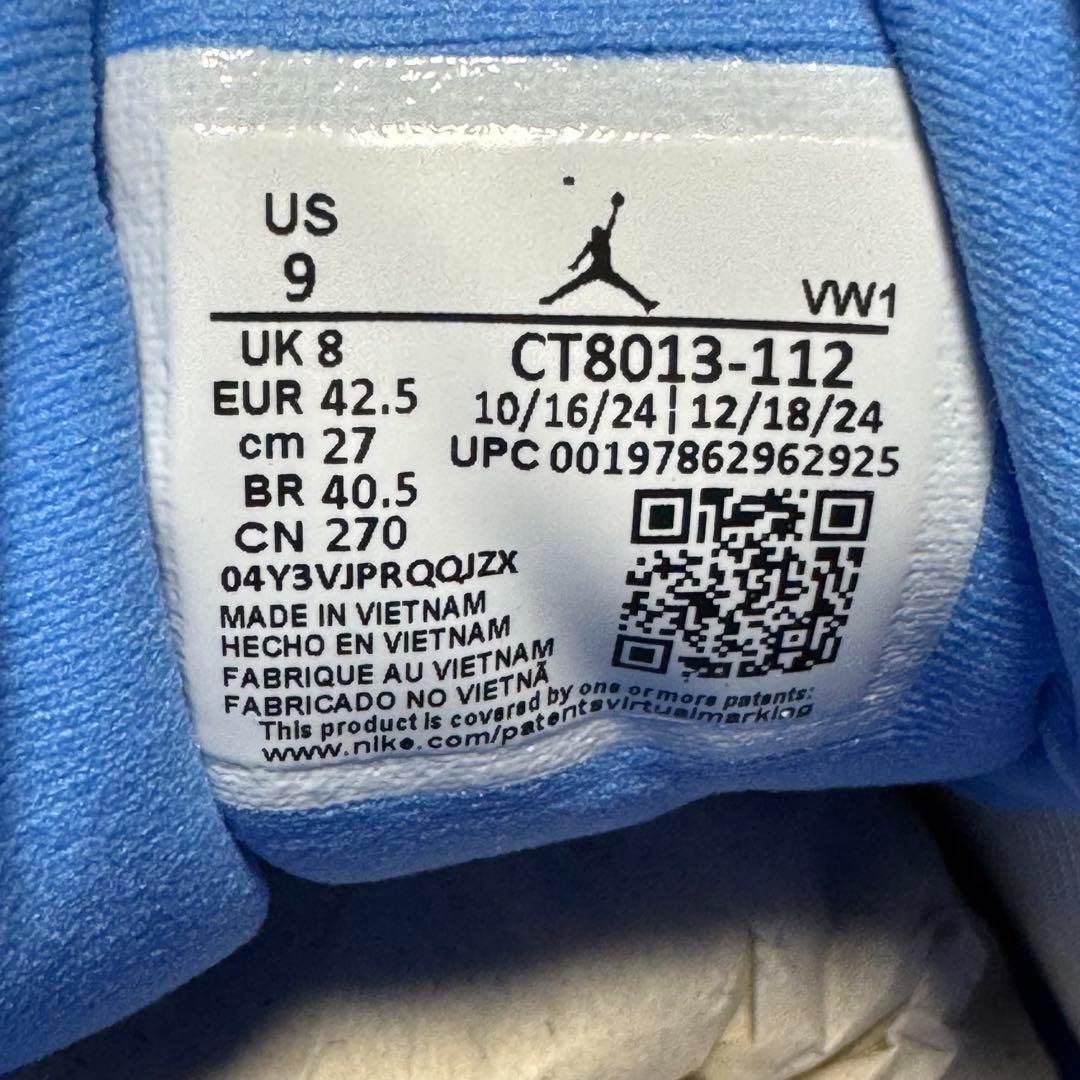 US
9
VW1
UK 8
EUR 42.5
cm 27
BR 40.5
CN 270
CT8013-112
10/16/24 | 12/18/24
UPC 00197862962925
04Y3VJPRQQJZX
MADE IN VIETNAM
HECHO EN VIETNAM
FABRIQUE AU VIETNAM
FABRICADO NO VIETNÃ
This product is covered by one or more patents:
www.nike.com/patentsvirtualmarking